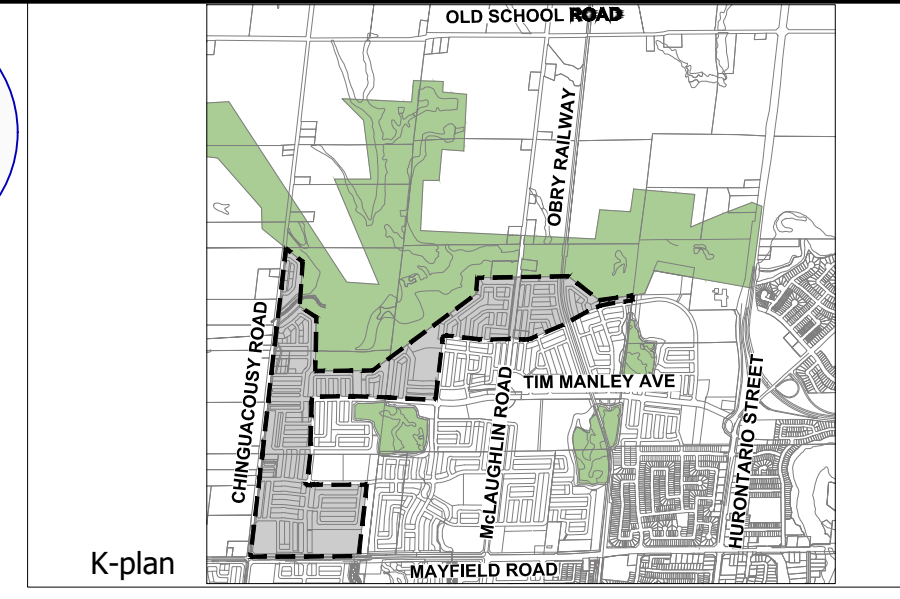 OLD SCHOOL ROAD
OBRY RAILWAY
CHINGUACOUSY ROAD
TIM MANLEY AVE
McLAUGHLIN ROAD
HURONTARIO STREET
K-plan
MAYFIELD ROAD